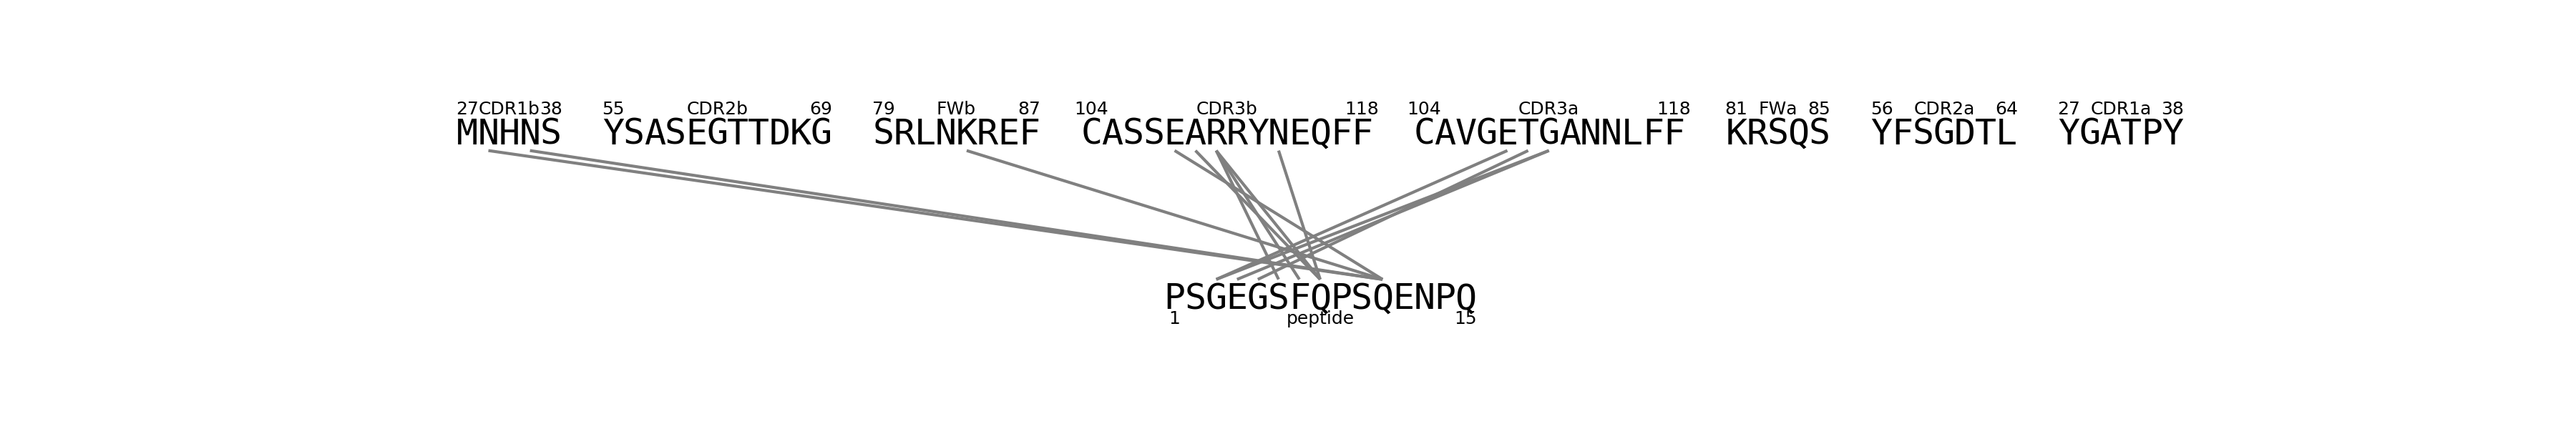 27CDR1b38 55 CDR2b 69 79 FWb 87 104 CDR3b 118 104 CDR3a 118 81 FWa 85 56 CDR2a 64 27 CDR1a 38
MNHNS YSASEGTTDKG SRLNKREF CASSEARRYNEQFF CAVGETGANNLFF KRSQS YFSGDTL YGATPY
PSGEGSFQPSQENPQ
1 peptide 15